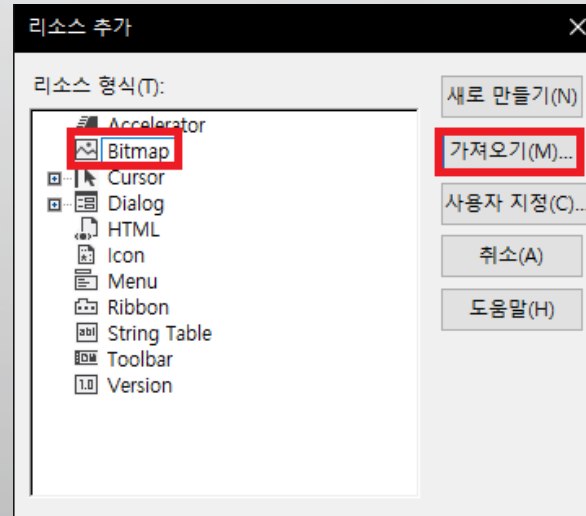 리소스 추가
리소스 형식(T):
Accelerator
Bitmap
Cursor
Dialog
HTML
Icon
Menu
Ribbon
String Table
Toolbar
Version
새로 만들기(N)
가져오기(M)...
사용자 지정(C)...
취소(A)
도움말(H)